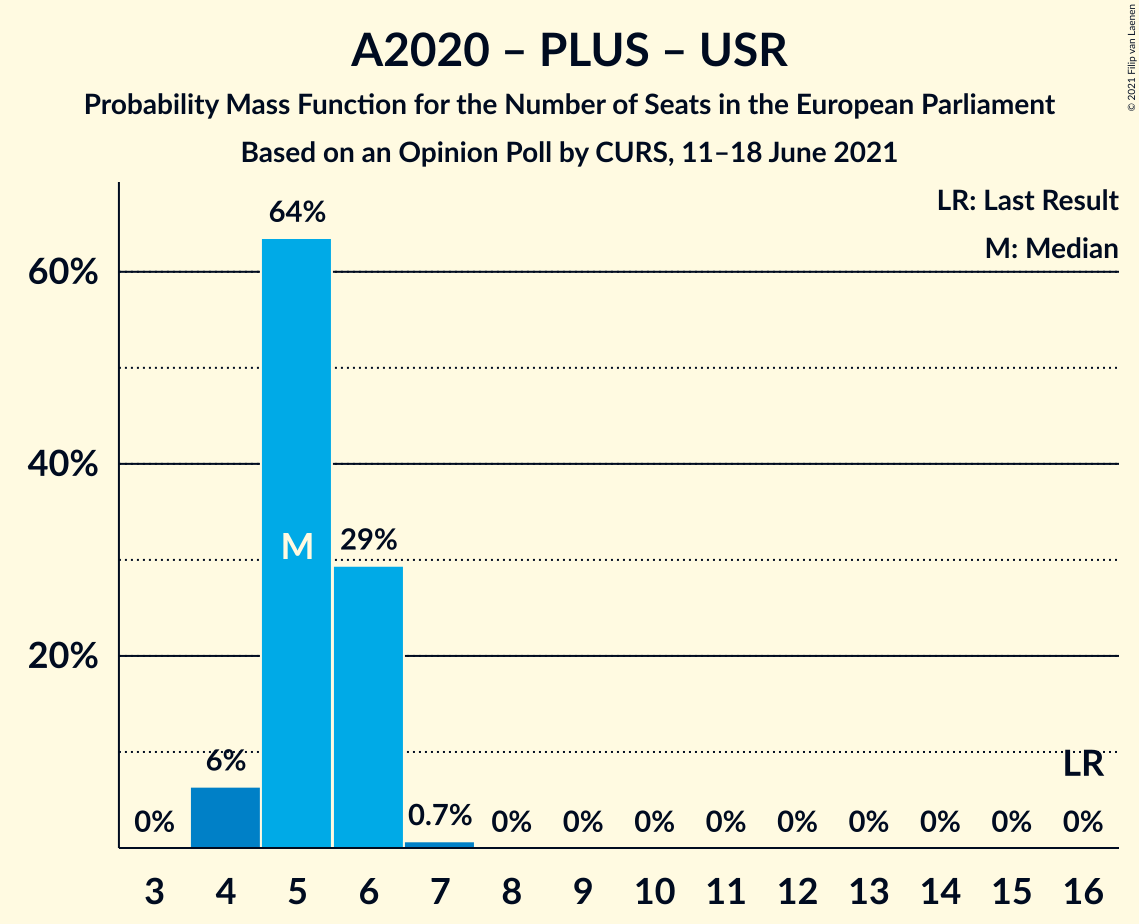 A2020 – PLUS – USR
Probability Mass Function for the Number of Seats in the European Parliament
Based on an Opinion Poll by CURS, 11–18 June 2021
© 2021 Filip van Laenen
LR: Last Result
M: Median
60%
40%
20%
0%
6%
64%
M
29%
0.7%
0%
0%
0%
0%
0%
0%
0%
0%
0%
LR
3 4 5 6 7 8 9 10 11 12 13 14 15 16